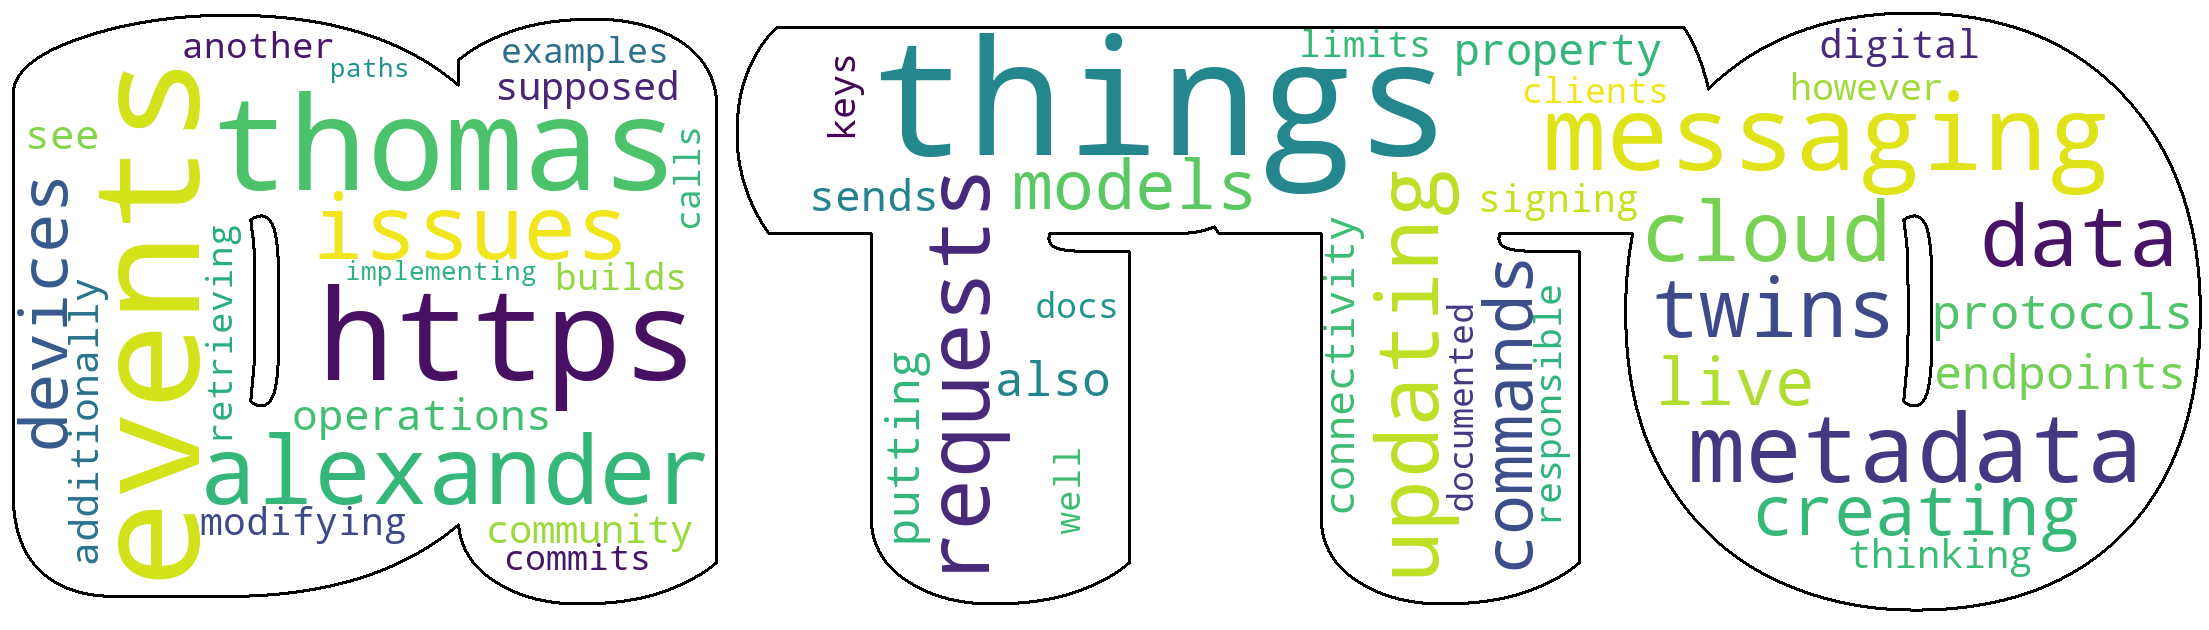 another
paths
examples
supposed
see
thomas
calls
events
devices
additionally
retrieving
issues
implementing
builds
https
operations
alexander
modifying
community
commits
keys
things
limits
property
clients
sends
models
signing
requests
docs
also
putting
well
connectivity
updating
documented
commands
responsible
digital
however
messaging
cloud
data
twins
protocols
live
endpoints
metadata
creating
thinking